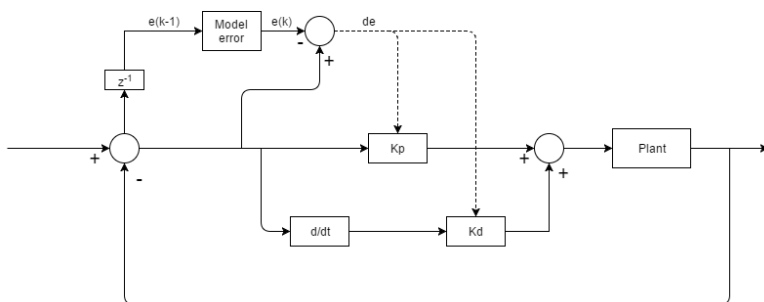 e(k-1)
Model
error
e(k)
de
-
+
z-1
+
-
Kp
+
+
Plant
d/dt
Kd